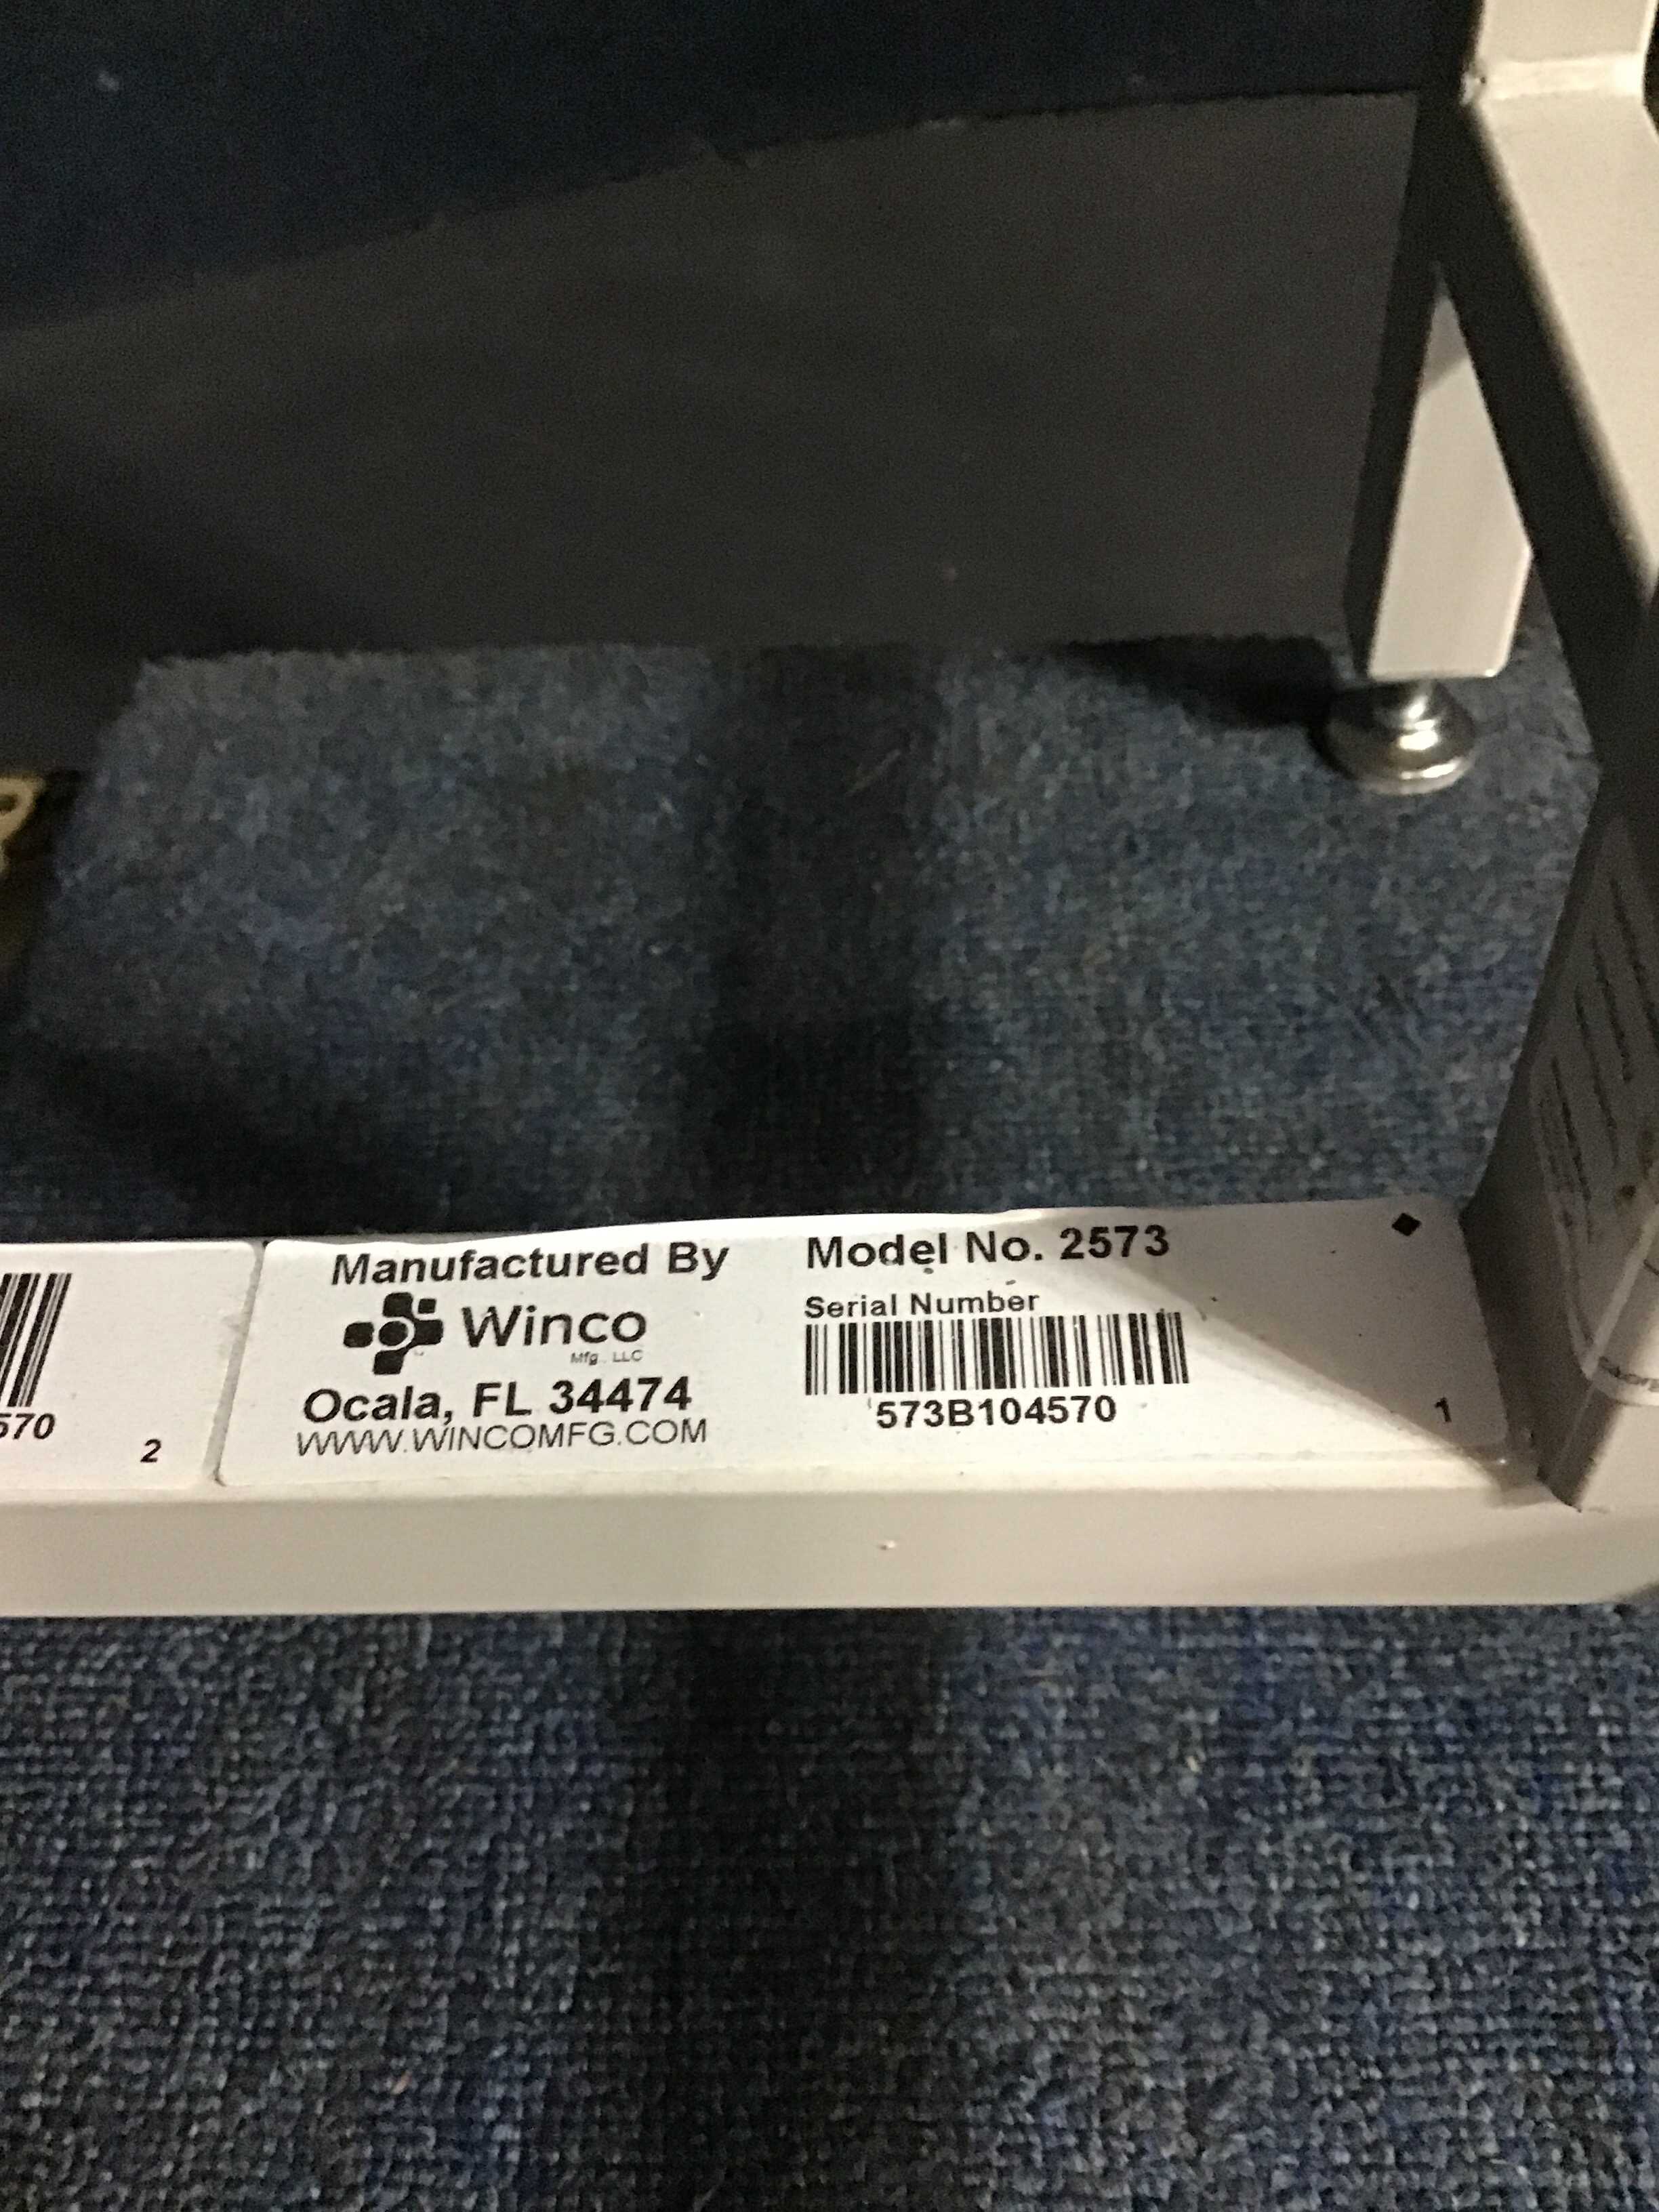 Manufactured By
Winco
Mfg. LLC
Ocala, FL 34474
WWW.WINCOMFG.COM
Model No. 2573
Serial Number
573B104570
1
570
2